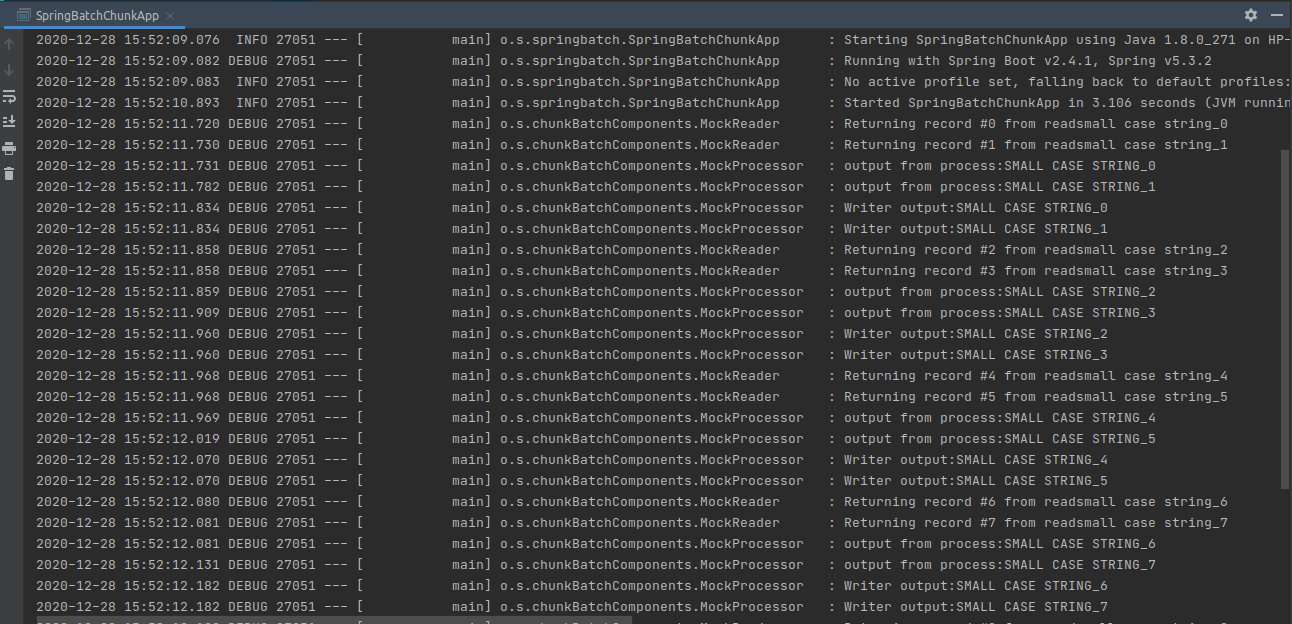 SpringBatchChunkApp
2020-12-28 15:52:09.076  INFO 27051 --- [           main] o.s.springbatch.SpringBatchChunkApp      : Starting SpringBatchChunkApp using Java 1.8.0_271 on HP-
2020-12-28 15:52:09.082 DEBUG 27051 --- [           main] o.s.springbatch.SpringBatchChunkApp      : Running with Spring Boot v2.4.1, Spring v5.3.2
2020-12-28 15:52:09.083  INFO 27051 --- [           main] o.s.springbatch.SpringBatchChunkApp      : No active profile set, falling back to default profiles:
2020-12-28 15:52:10.893  INFO 27051 --- [           main] o.s.springbatch.SpringBatchChunkApp      : Started SpringBatchChunkApp in 3.106 seconds (JVM runnin
2020-12-28 15:52:11.720 DEBUG 27051 --- [           main] o.s.chunkBatchComponents.MockReader      : Returning record #0 from readsmall case string_0
2020-12-28 15:52:11.730 DEBUG 27051 --- [           main] o.s.chunkBatchComponents.MockReader      : Returning record #1 from readsmall case string_1
2020-12-28 15:52:11.731 DEBUG 27051 --- [           main] o.s.chunkBatchComponents.MockProcessor   : output from process:SMALL CASE STRING_0
2020-12-28 15:52:11.782 DEBUG 27051 --- [           main] o.s.chunkBatchComponents.MockProcessor   : output from process:SMALL CASE STRING_1
2020-12-28 15:52:11.834 DEBUG 27051 --- [           main] o.s.chunkBatchComponents.MockProcessor   : Writer output:SMALL CASE STRING_0
2020-12-28 15:52:11.834 DEBUG 27051 --- [           main] o.s.chunkBatchComponents.MockProcessor   : Writer output:SMALL CASE STRING_1
2020-12-28 15:52:11.858 DEBUG 27051 --- [           main] o.s.chunkBatchComponents.MockReader      : Returning record #2 from readsmall case string_2
2020-12-28 15:52:11.858 DEBUG 27051 --- [           main] o.s.chunkBatchComponents.MockReader      : Returning record #3 from readsmall case string_3
2020-12-28 15:52:11.859 DEBUG 27051 --- [           main] o.s.chunkBatchComponents.MockProcessor   : output from process:SMALL CASE STRING_2
2020-12-28 15:52:11.909 DEBUG 27051 --- [           main] o.s.chunkBatchComponents.MockProcessor   : output from process:SMALL CASE STRING_3
2020-12-28 15:52:11.960 DEBUG 27051 --- [           main] o.s.chunkBatchComponents.MockProcessor   : Writer output:SMALL CASE STRING_2
2020-12-28 15:52:11.960 DEBUG 27051 --- [           main] o.s.chunkBatchComponents.MockProcessor   : Writer output:SMALL CASE STRING_3
2020-12-28 15:52:11.968 DEBUG 27051 --- [           main] o.s.chunkBatchComponents.MockReader      : Returning record #4 from readsmall case string_4
2020-12-28 15:52:11.968 DEBUG 27051 --- [           main] o.s.chunkBatchComponents.MockReader      : Returning record #5 from readsmall case string_5
2020-12-28 15:52:11.969 DEBUG 27051 --- [           main] o.s.chunkBatchComponents.MockProcessor   : output from process:SMALL CASE STRING_4
2020-12-28 15:52:12.019 DEBUG 27051 --- [           main] o.s.chunkBatchComponents.MockProcessor   : output from process:SMALL CASE STRING_5
2020-12-28 15:52:12.070 DEBUG 27051 --- [           main] o.s.chunkBatchComponents.MockProcessor   : Writer output:SMALL CASE STRING_4
2020-12-28 15:52:12.070 DEBUG 27051 --- [           main] o.s.chunkBatchComponents.MockProcessor   : Writer output:SMALL CASE STRING_5
2020-12-28 15:52:12.080 DEBUG 27051 --- [           main] o.s.chunkBatchComponents.MockReader      : Returning record #6 from readsmall case string_6
2020-12-28 15:52:12.081 DEBUG 27051 --- [           main] o.s.chunkBatchComponents.MockReader      : Returning record #7 from readsmall case string_7
2020-12-28 15:52:12.081 DEBUG 27051 --- [           main] o.s.chunkBatchComponents.MockProcessor   : output from process:SMALL CASE STRING_6
2020-12-28 15:52:12.131 DEBUG 27051 --- [           main] o.s.chunkBatchComponents.MockProcessor   : output from process:SMALL CASE STRING_7
2020-12-28 15:52:12.182 DEBUG 27051 --- [           main] o.s.chunkBatchComponents.MockProcessor   : Writer output:SMALL CASE STRING_6
2020-12-28 15:52:12.182 DEBUG 27051 --- [           main] o.s.chunkBatchComponents.MockProcessor   : Writer output:SMALL CASE STRING_7